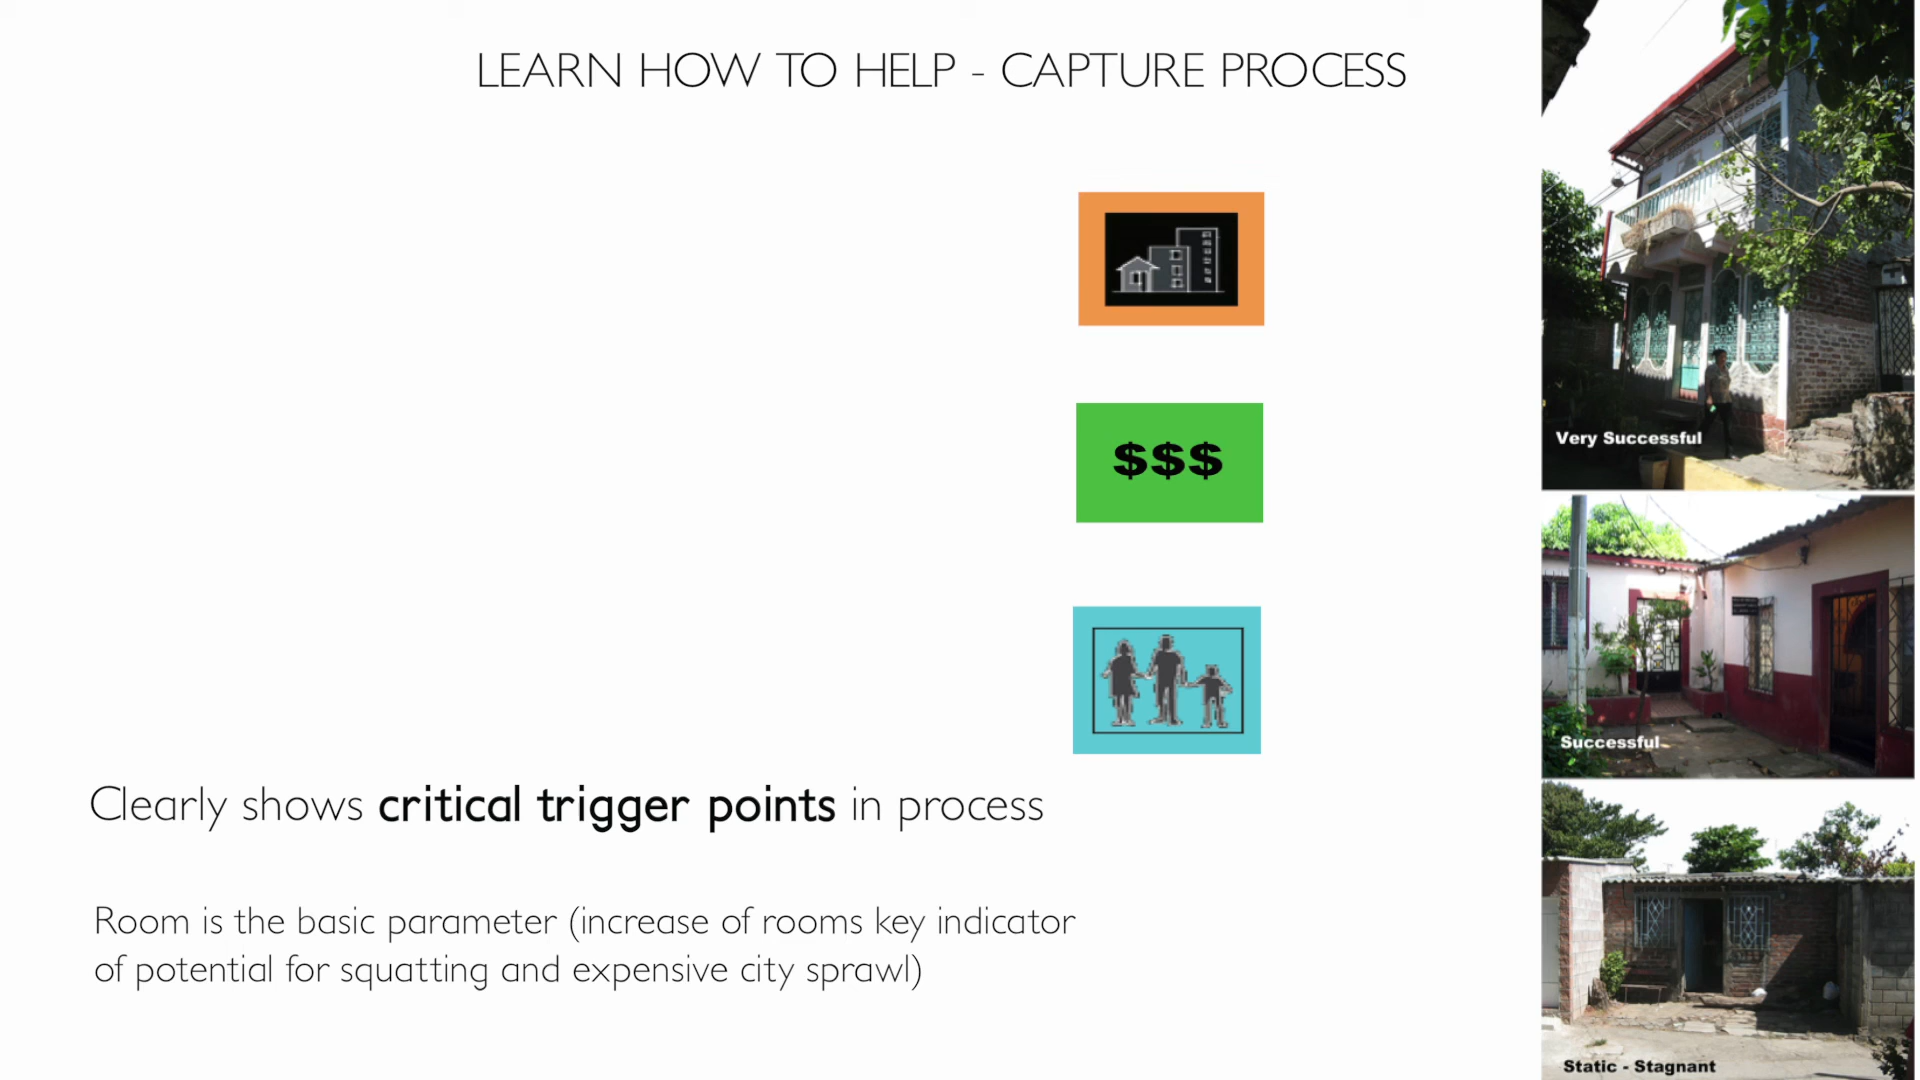 LEARN HOW TO HELP - CAPTURE PROCESS
$$$
Clearly shows critical trigger points in process
Room is the basic parameter (increase of rooms key indicator
of potential for squatting and expensive city sprawl)
Very Successful
Successful
Static - Stagnant